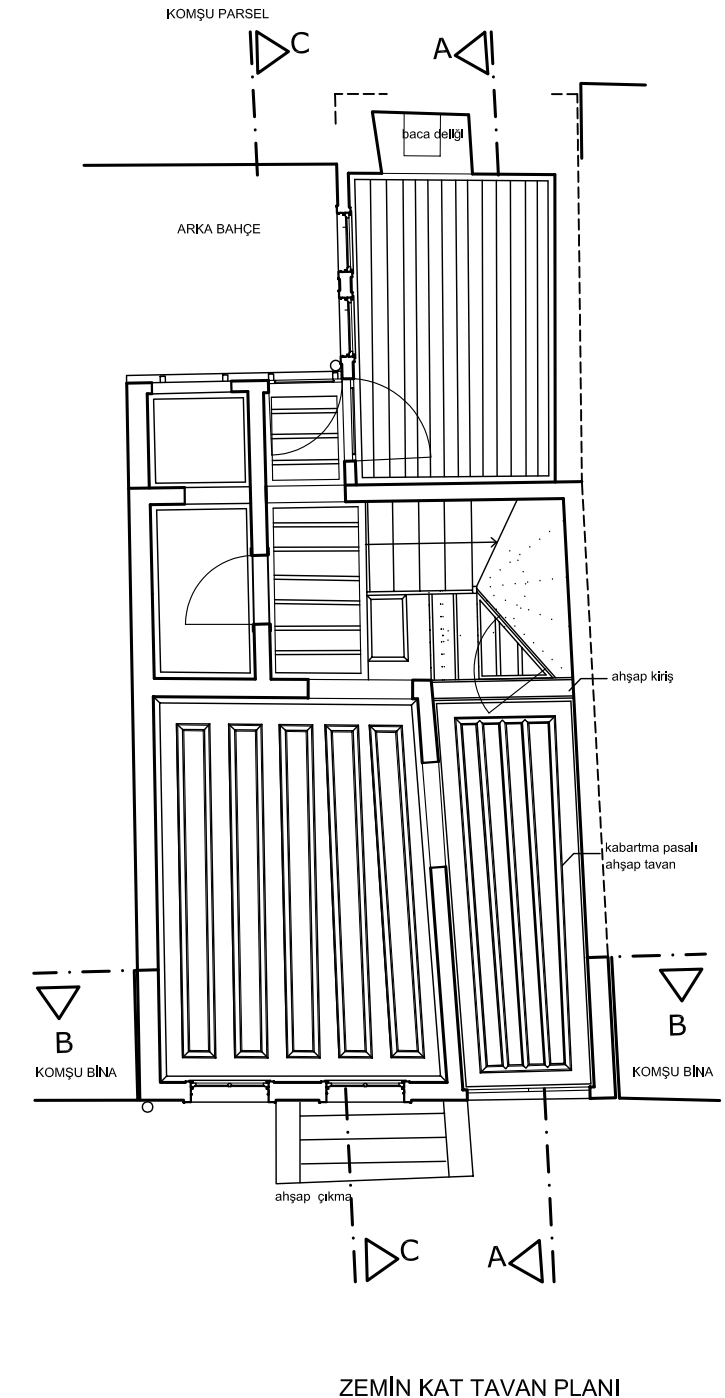 KOMŞU PARSEL
C
A
baca deliği
ARKA BAHÇE
ahşap kiriş
kabartma pasalı
ahşap tavan
B
B
KOMŞU BİNA
KOMŞU BİNA
ahşap çıkma
C
A
ZEMİN KAT TAVAN PLANI